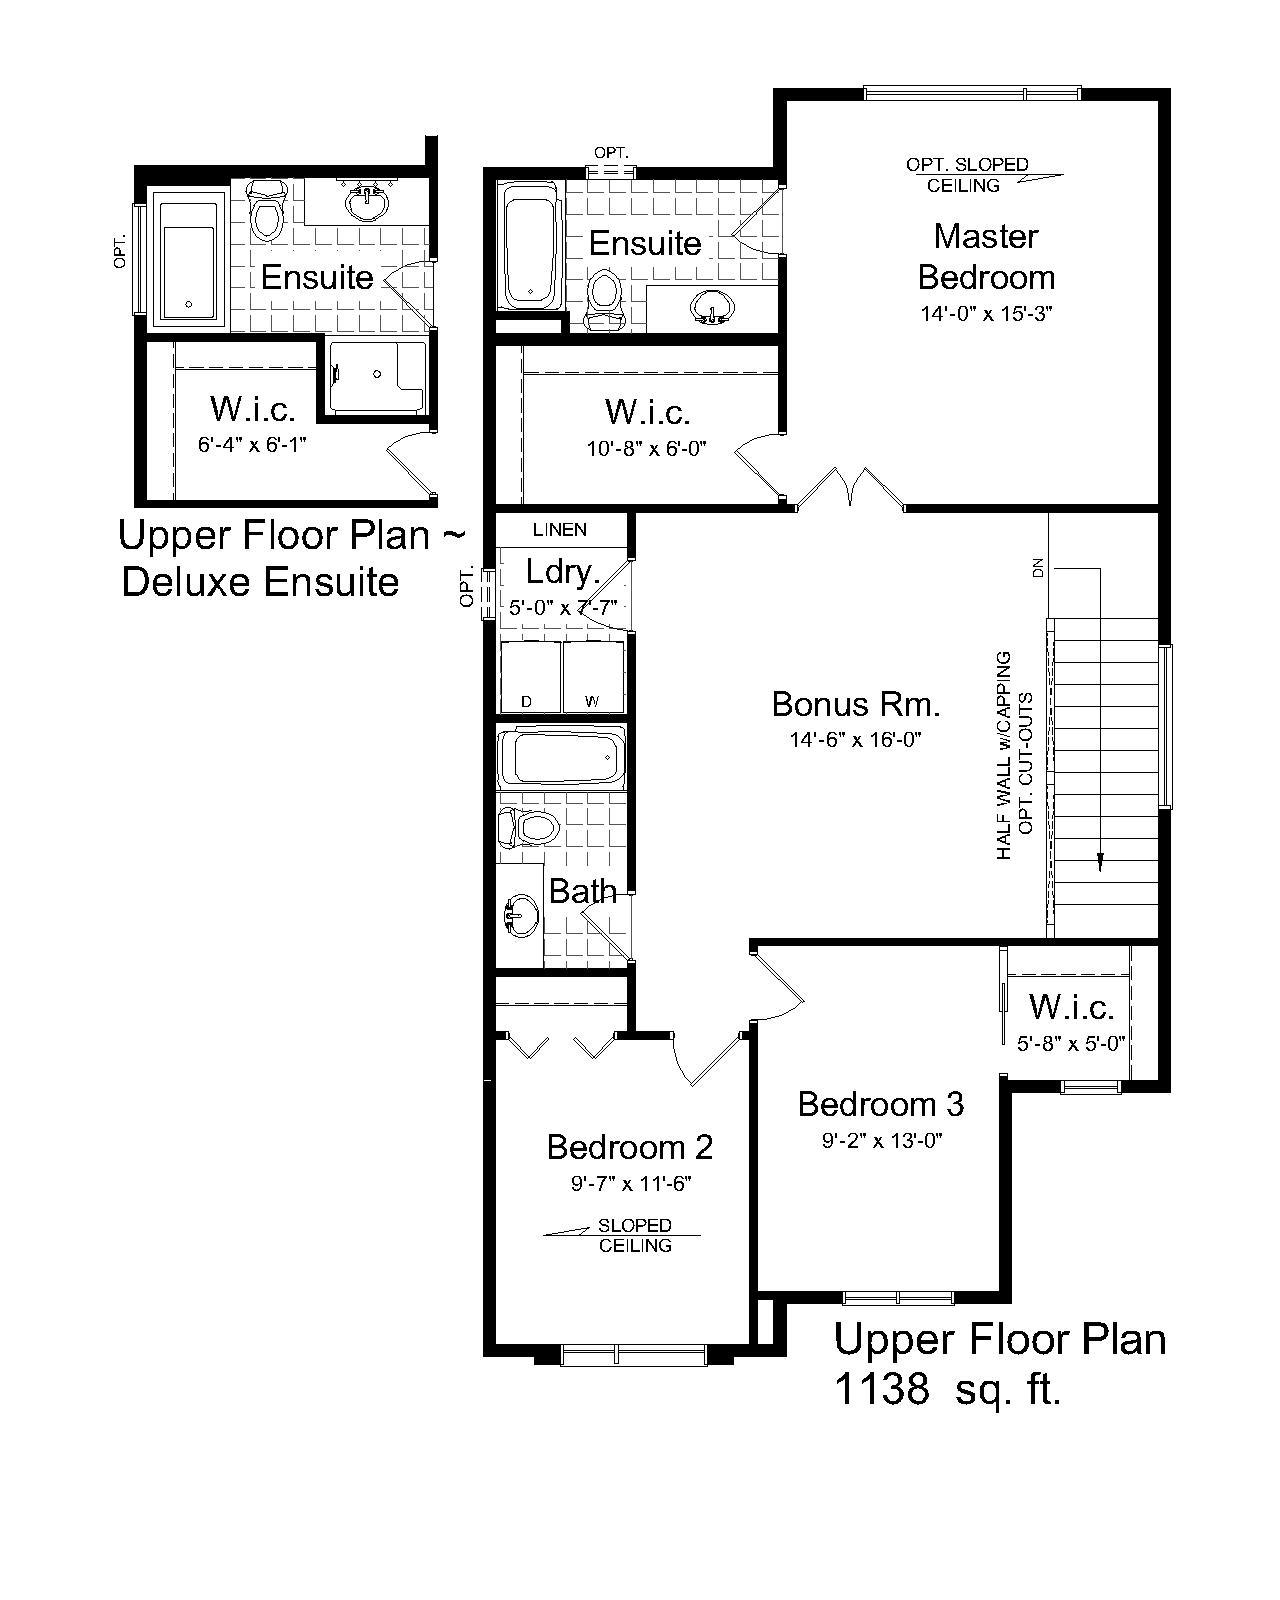 OPT.
OPT. SLOPED
CEILING
Master
Bedroom
14'-0" x 15'-3"
Ensuite
W.i.c.
10'-8" x 6'-0"
OPT.
Ensuite
W.i.c.
6'-4" x 6'-1"
Upper Floor Plan ~
Deluxe Ensuite
LINEN
Ldry.
5'-0" x 7'-7"
OPT.
D
W
DN
Bonus Rm.
14'-6" x 16'-0"
HALF WALL w/CAPPING
OPT. CUT-OUTS
Bath
W.i.c.
5'-8" x 5'-0"
Bedroom 3
9'-2" x 13'-0"
Bedroom 2
9'-7" x 11'-6"
SLOPED
CEILING
Upper Floor Plan
1138 sq. ft.